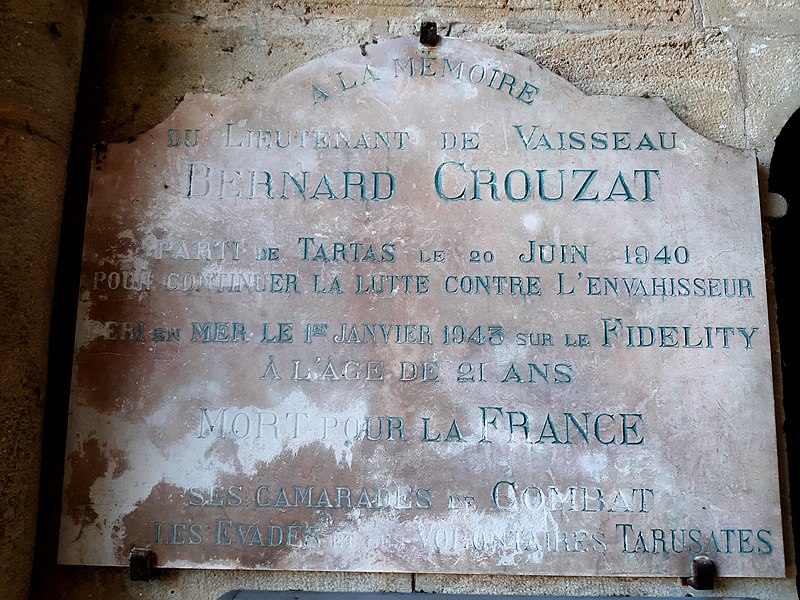 À LA MÉMOIRE
DU LIEUTENANT DE VAISSEAU
BERNARD CROUZAT
PARTI DE TARTAS LE 20 JUIN 1940
POUR CONTINUER LA LUTTE CONTRE L'ENVAHISSEUR
PÉRI EN MER LE 1er JANVIER 1943 SUR LE FIDELITY
À L'ÂGE DE 21 ANS
MORT POUR LA FRANCE
SES CAMARADES DE COMBAT
LES EVADÉS ET LES VOLONTAIRES TARUSATES